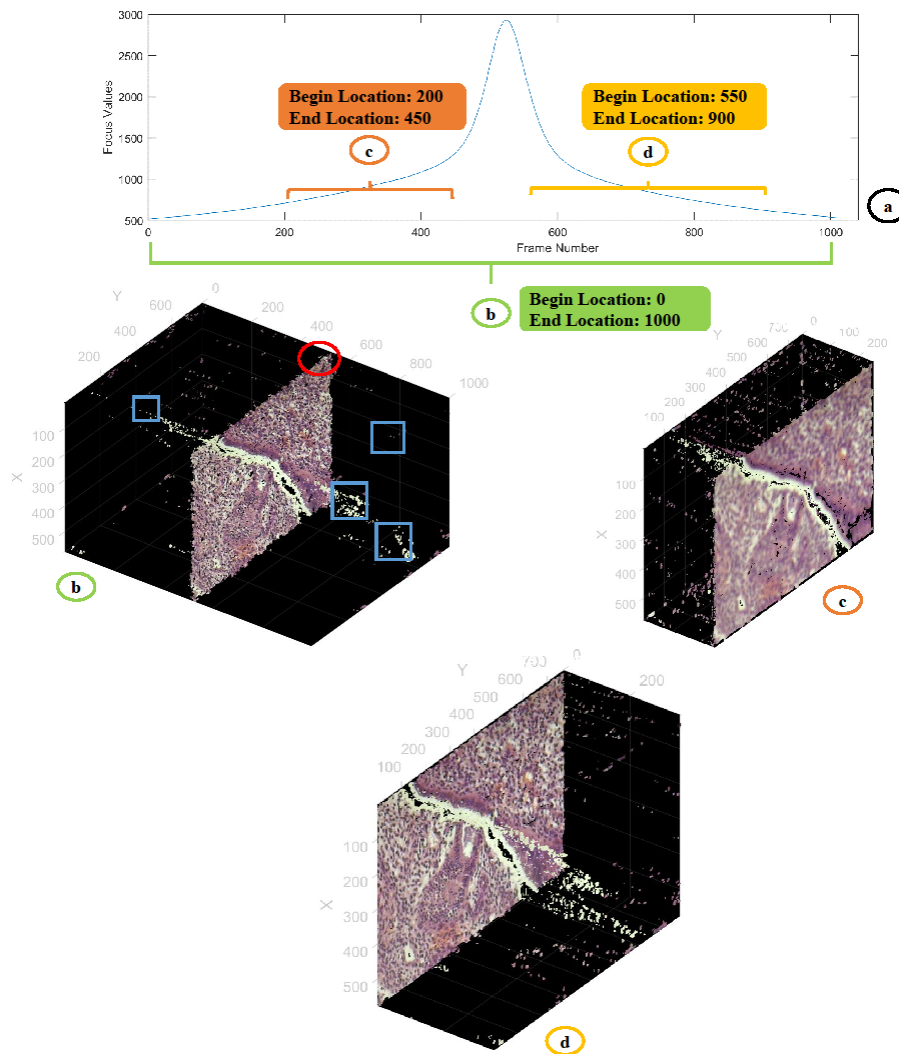 3000
2500
2000
1500
1000
500
Focus Values
Begin Location: 200
End Location: 450
c
Begin Location: 550
End Location: 900
d
a
0 200 400 600 800 1000
Frame Number
b
Begin Location: 0
End Location: 1000
Y
600
400
200
0
200
400
600
800
1000
100
200
300
400
500
X
b
Y
700
600
500
400
300
200
100
0
100
200
100
200
300
400
500
X
c
Y
700
600
500
400
300
200
100
0
200
100
200
300
400
500
X
d